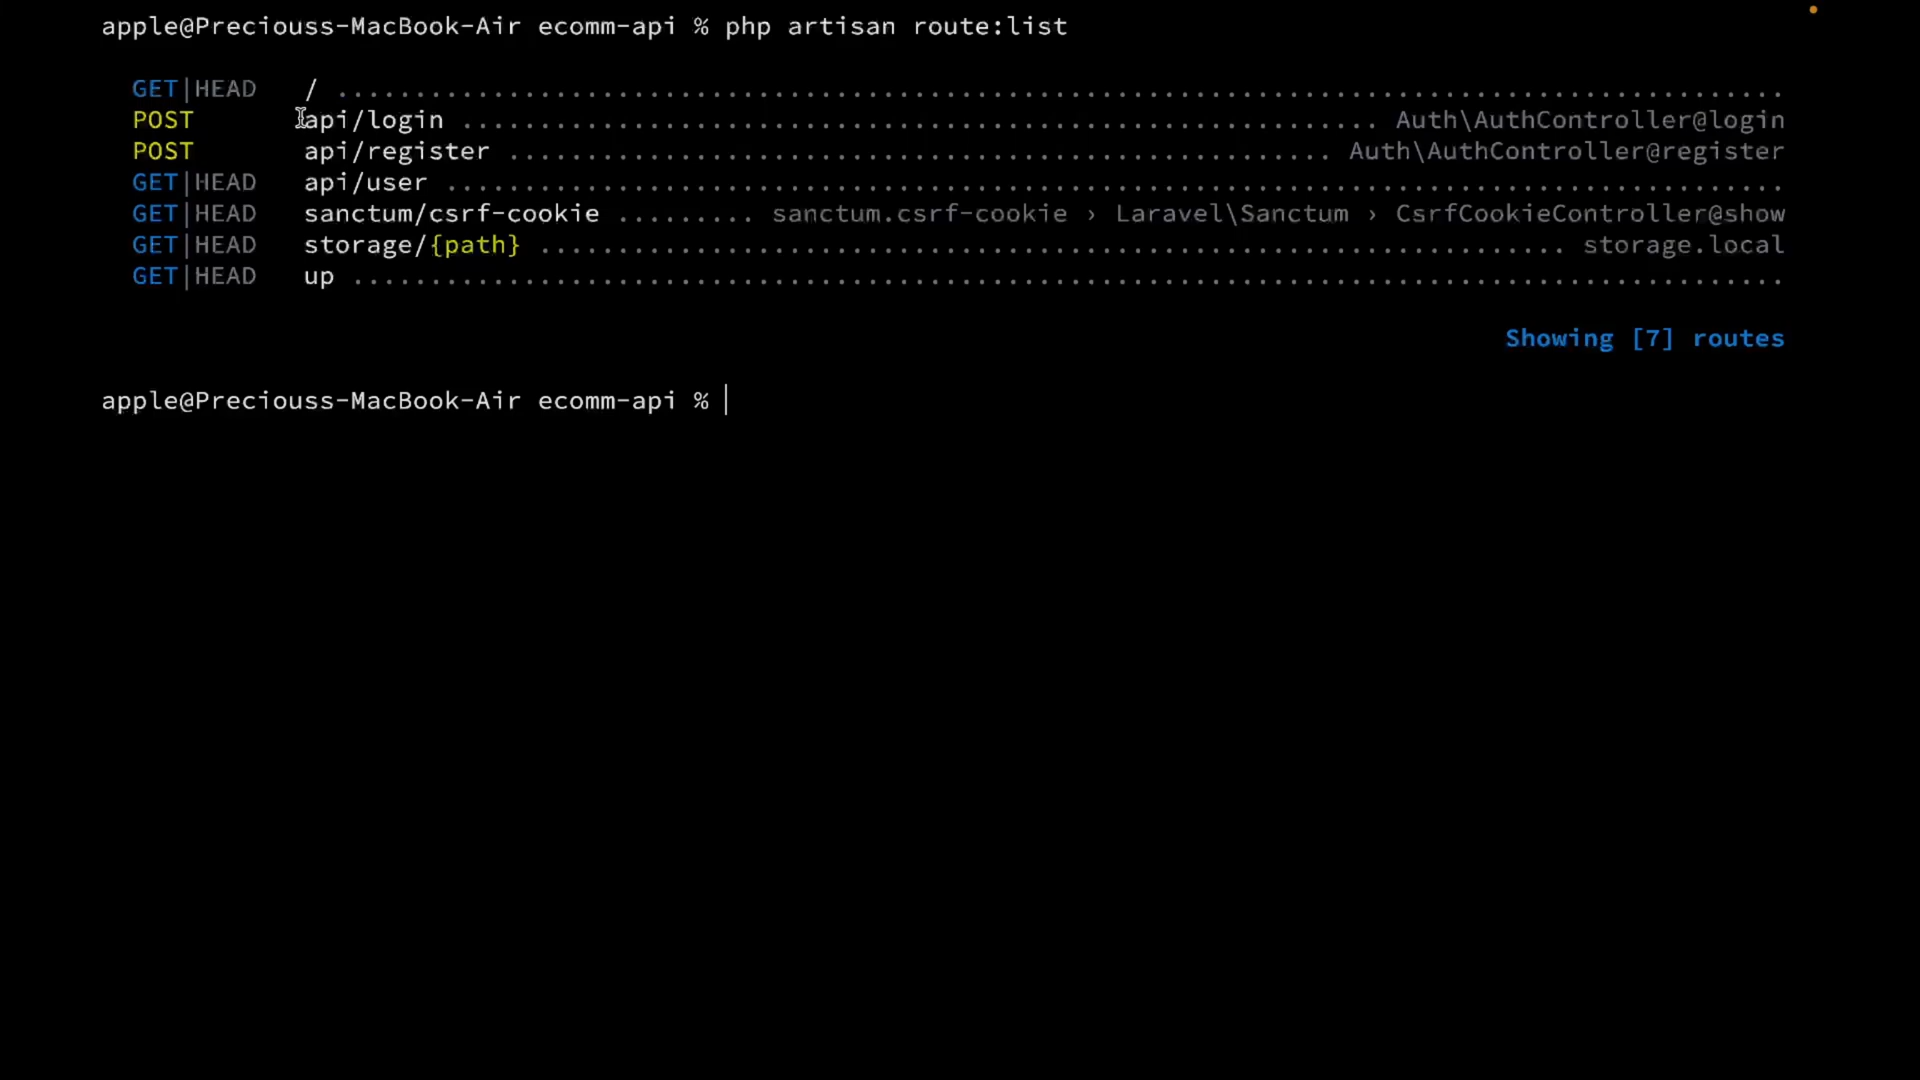 apple@Preciouss-MacBook-Air ecomm-api % php artisan route:list
GET|HEAD / ..............................................................................................
POST api/login ........................................................... Auth\AuthController@login
POST api/register ..................................................... Auth\AuthController@register
GET|HEAD api/user .......................................................................................
GET|HEAD sanctum/csrf-cookie ......... sanctum.csrf-cookie › Laravel\Sanctum › CsrfCookieController@show
GET|HEAD storage/{path} .................................................................. storage.local
GET|HEAD up .............................................................................................
Showing [7] routes
apple@Preciouss-MacBook-Air ecomm-api %